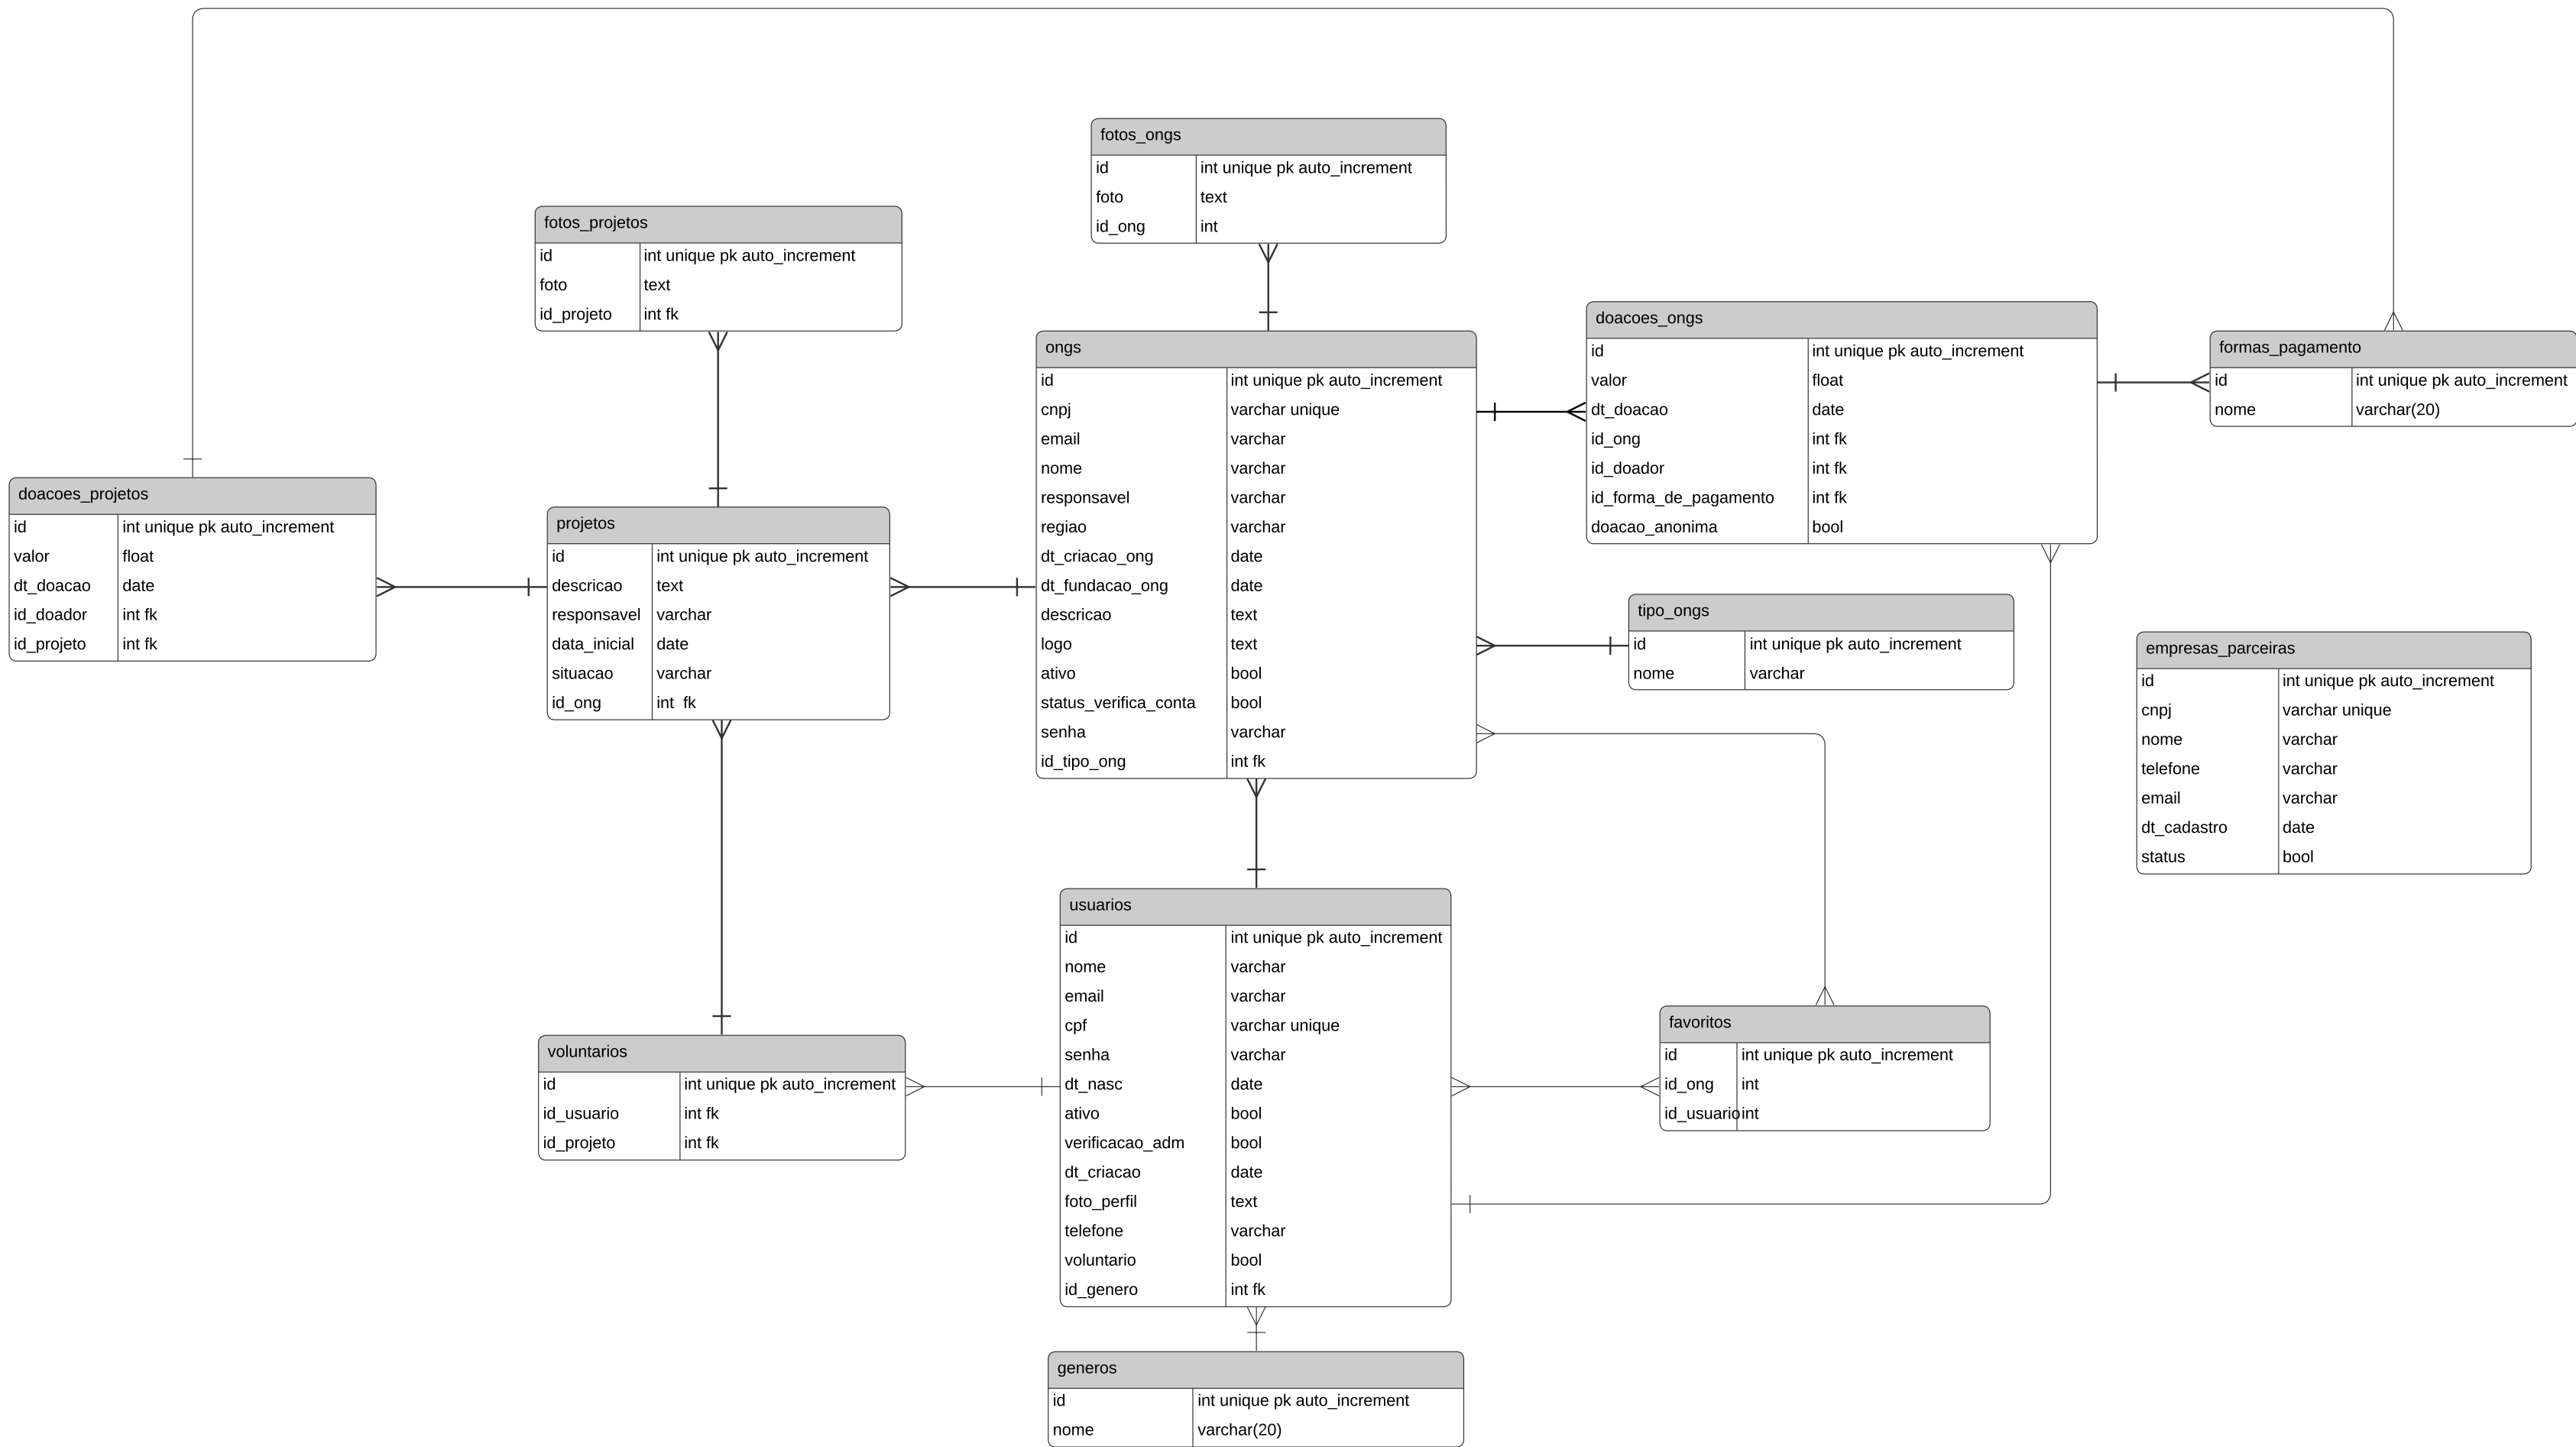 fotos_ongs
id int unique pk auto_increment
foto text
id_ong int
fotos_projetos
id int unique pk auto_increment
foto text
id_projeto int fk
doacoes_ongs
id int unique pk auto_increment
valor float
dt_doacao date
id_ong int fk
id_doador int fk
id_forma_de_pagamento int fk
doacao_anonima bool
formas_pagamento
id int unique pk auto_increment
nome varchar(20)
ongs
id int unique pk auto_increment
cnpj varchar unique
email varchar
nome varchar
responsavel varchar
regiao varchar
dt_criacao_ong date
dt_fundacao_ong date
descricao text
logo text
ativo bool
status_verifica_conta bool
senha varchar
id_tipo_ong int fk
doacoes_projetos
id int unique pk auto_increment
valor float
dt_doacao date
id_doador int fk
id_projeto int fk
projetos
id int unique pk auto_increment
descricao text
responsavel varchar
data_inicial date
situacao varchar
id_ong int fk
tipo_ongs
id int unique pk auto_increment
nome varchar
empresas_parceiras
id int unique pk auto_increment
cnpj varchar unique
nome varchar
telefone varchar
email varchar
dt_cadastro date
status bool
usuarios
id int unique pk auto_increment
nome varchar
email varchar
cpf varchar unique
senha varchar
dt_nasc date
ativo bool
verificacao_adm bool
dt_criacao date
foto_perfil text
telefone varchar
voluntario bool
id_genero int fk
favoritos
id int unique pk auto_increment
id_ong int
id_usuario int
voluntarios
id int unique pk auto_increment
id_usuario int fk
id_projeto int fk
generos
id int unique pk auto_increment
nome varchar(20)